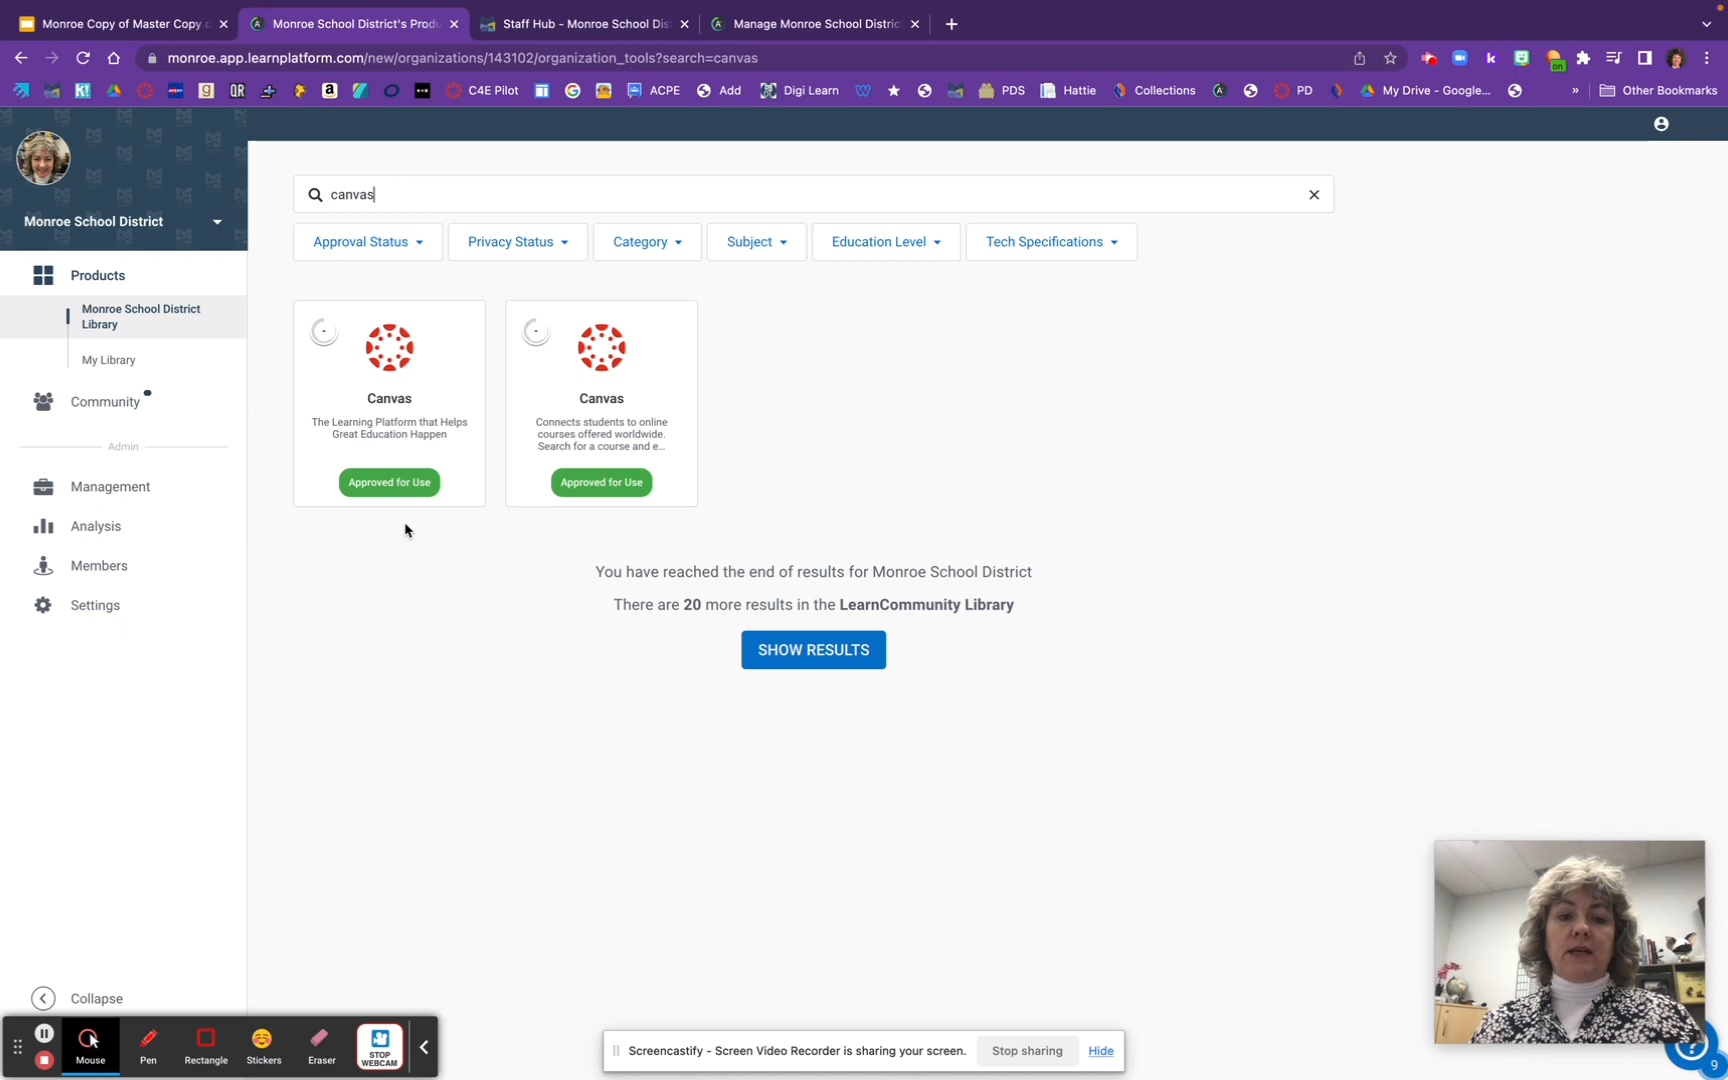 Monroe Copy of Master Copy o
Monroe School District's Produ
Staff Hub - Monroe School Dis
Manage Monroe School District
monroe.app.learnplatform.com/new/organizations/143102/organization_tools?search=canvas
on
K!
QR
C4E Pilot
ACPE
Add
Digi Learn
PDS
Hattie
Collections
PD
My Drive - Google...
»
Other Bookmarks
Monroe School District
canvas
Approval Status
Privacy Status
Category
Subject
Education Level
Tech Specifications
Products
Monroe School District
Library
My Library
Community
Admin
Management
Analysis
Members
Settings
Collapse
-
Canvas
The Learning Platform that Helps
Great Education Happen
Approved for Use
-
Canvas
Connects students to online
courses offered worldwide.
Search for a course and e...
Approved for Use
You have reached the end of results for Monroe School District
There are 20 more results in the LearnCommunity Library
SHOW RESULTS
Mouse
Pen
Rectangle
Stickers
Eraser
STOP
WEBCAM
Screencastify - Screen Video Recorder is sharing your screen.
Stop sharing
Hide
9